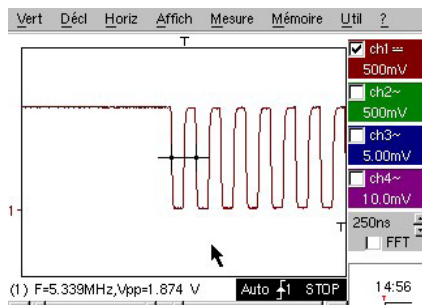 Vert Décl Horiz Affich Mesure Mémoire Util ?
T
ch1
500mV
ch2~
500mV
ch3~
5.00mV
ch4~
10.0mV
1
T
250ns
FFT
(1) F=5.339MHz,Vpp=1.874 V Auto 1 STOP
14:56
T